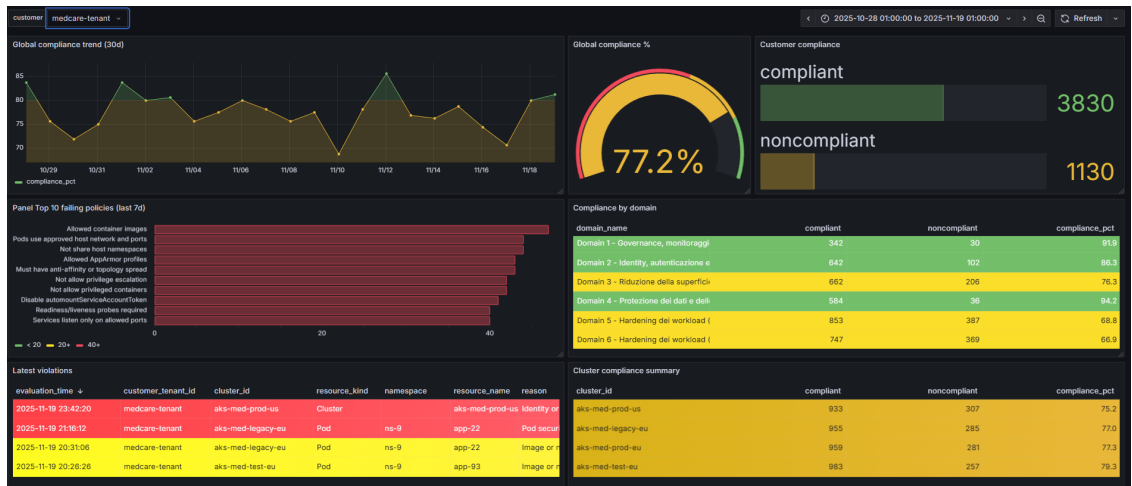 customer medcare-tenant
2025-10-28 01:00:00 to 2025-11-19 01:00:00 Refresh
Global compliance trend (30d)
85
80
75
70
10/29 10/31 11/02 11/04 11/06 11/08 11/10 11/12 11/14 11/16 11/18
compliance_pct
Global compliance %
77.2%
Customer compliance
compliant
3830
noncompliant
1130
Panel Top 10 failing policies (last 7d)
Allowed container images
Pods use approved host network and ports
Not share host namespaces
Allowed AppArmor profiles
Must have anti-affinity or topology spread
Not allow privilege escalation
Not allow privileged containers
Disable automountServiceAccountToken
Readiness/liveness probes required
Services listen only on allowed ports
0 20 40
< 20 20+ 40+
Compliance by domain
domain_name compliant noncompliant compliance_pct
Domain 1 - Governance, monitoraggi 342 30 91.9
Domain 2 - Identity, autenticazione e 642 102 86.3
Domain 3 - Riduzione della superfici 662 206 76.3
Domain 4 - Protezione dei dati e dell 584 36 94.2
Domain 5 - Hardening dei workload ( 853 387 68.8
Domain 6 - Hardening dei workload ( 747 369 66.9
Latest violations
evaluation_time customer_tenant_id cluster_id resource_kind namespace resource_name reason
2025-11-19 23:42:20 medcare-tenant aks-med-prod-us Cluster aks-med-prod-us Identity or
2025-11-19 21:16:12 medcare-tenant aks-med-legacy-eu Pod ns-9 app-22 Pod securi
2025-11-19 20:31:06 medcare-tenant aks-med-legacy-eu Pod ns-9 app-22 Image or n
2025-11-19 20:26:26 medcare-tenant aks-med-test-eu Pod ns-9 app-93 Image or n
Cluster compliance summary
cluster_id compliant noncompliant compliance_pct
aks-med-prod-us 933 307 75.2
aks-med-legacy-eu 955 285 77.0
aks-med-prod-eu 959 281 77.3
aks-med-test-eu 983 257 79.3